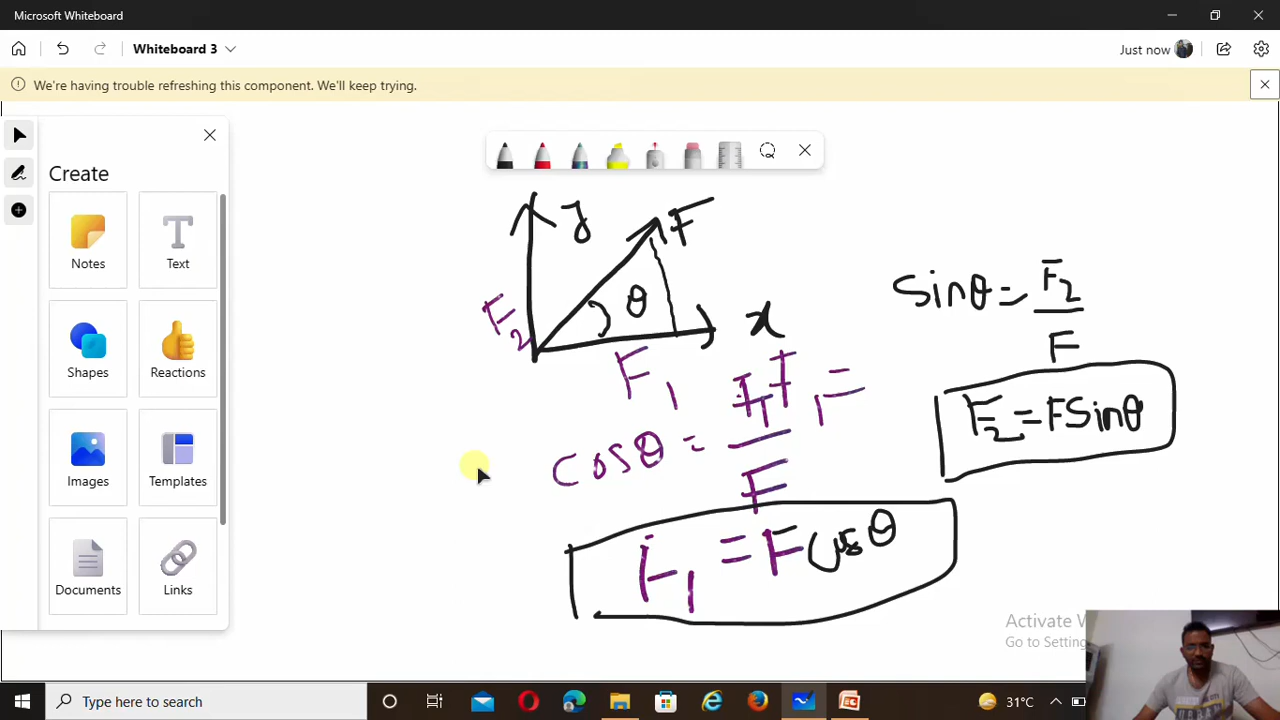 Microsoft Whiteboard
Whiteboard 3
Just now
We're having trouble refreshing this component. We'll keep trying.
Create
Notes
Text
Shapes
Reactions
Images
Templates
Documents
Links
y
F
θ
x
F2
F1
Sinθ = F2
F
F2 = FSinθ
cosθ = F1
F
F1 = Fcosθ
Activate W
Go to Setting
Type here to search
31°C